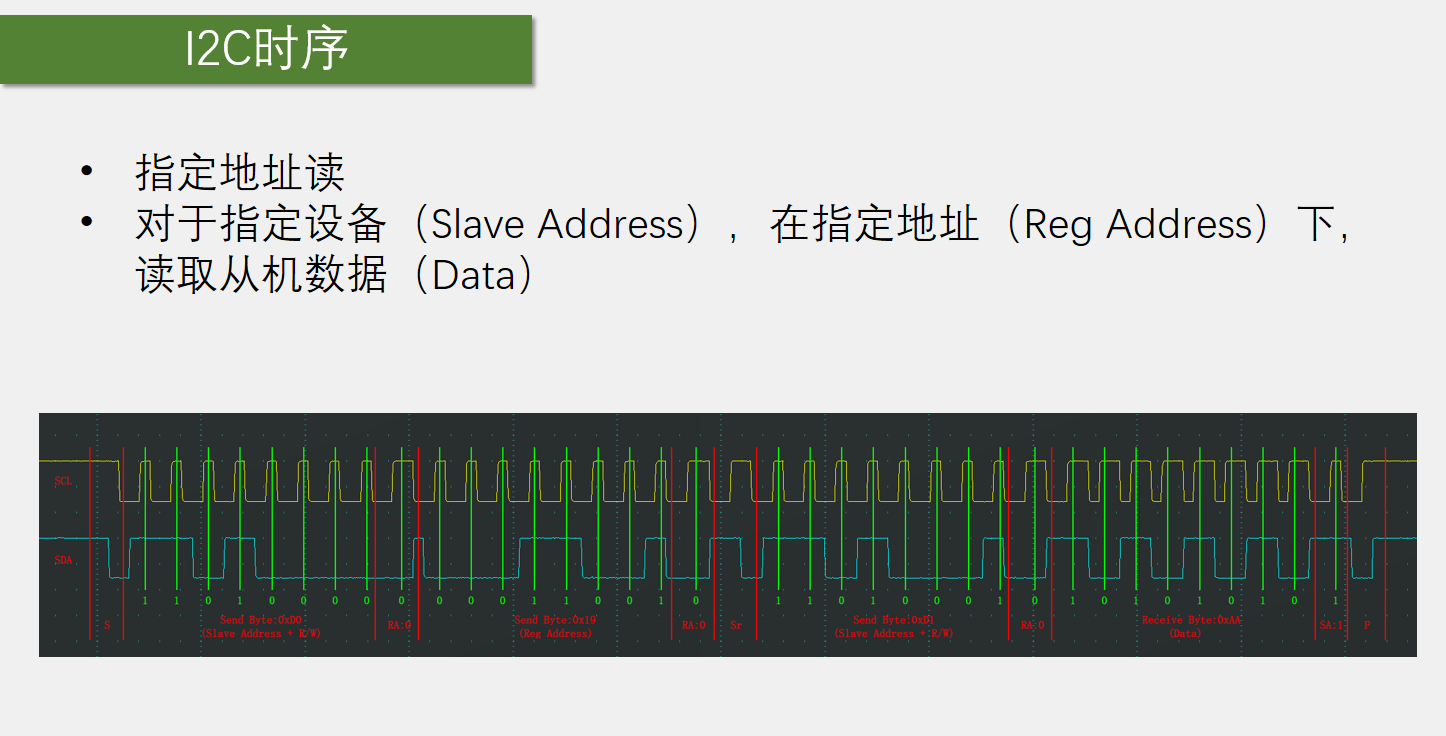 I2C时序
• 指定地址读
• 对于指定设备（Slave Address），在指定地址（Reg Address）下，
读取从机数据（Data）
SCL
SDA
1 1 0 1 0 0 0 0 0 0 0 0 1 1 0 0 1 0 1 1 0 1 0 0 0 1 0 1 0 1 0 1 0 1 0 1
S Send Byte:0xD0 RA:0 Send Byte:0x19 RA:0 Sr Send Byte:0xD1 RA:0 Receive Byte:0xAA SA:1 P
(Slave Address + R/W) (Reg Address) (Slave Address + R/W) (Data)